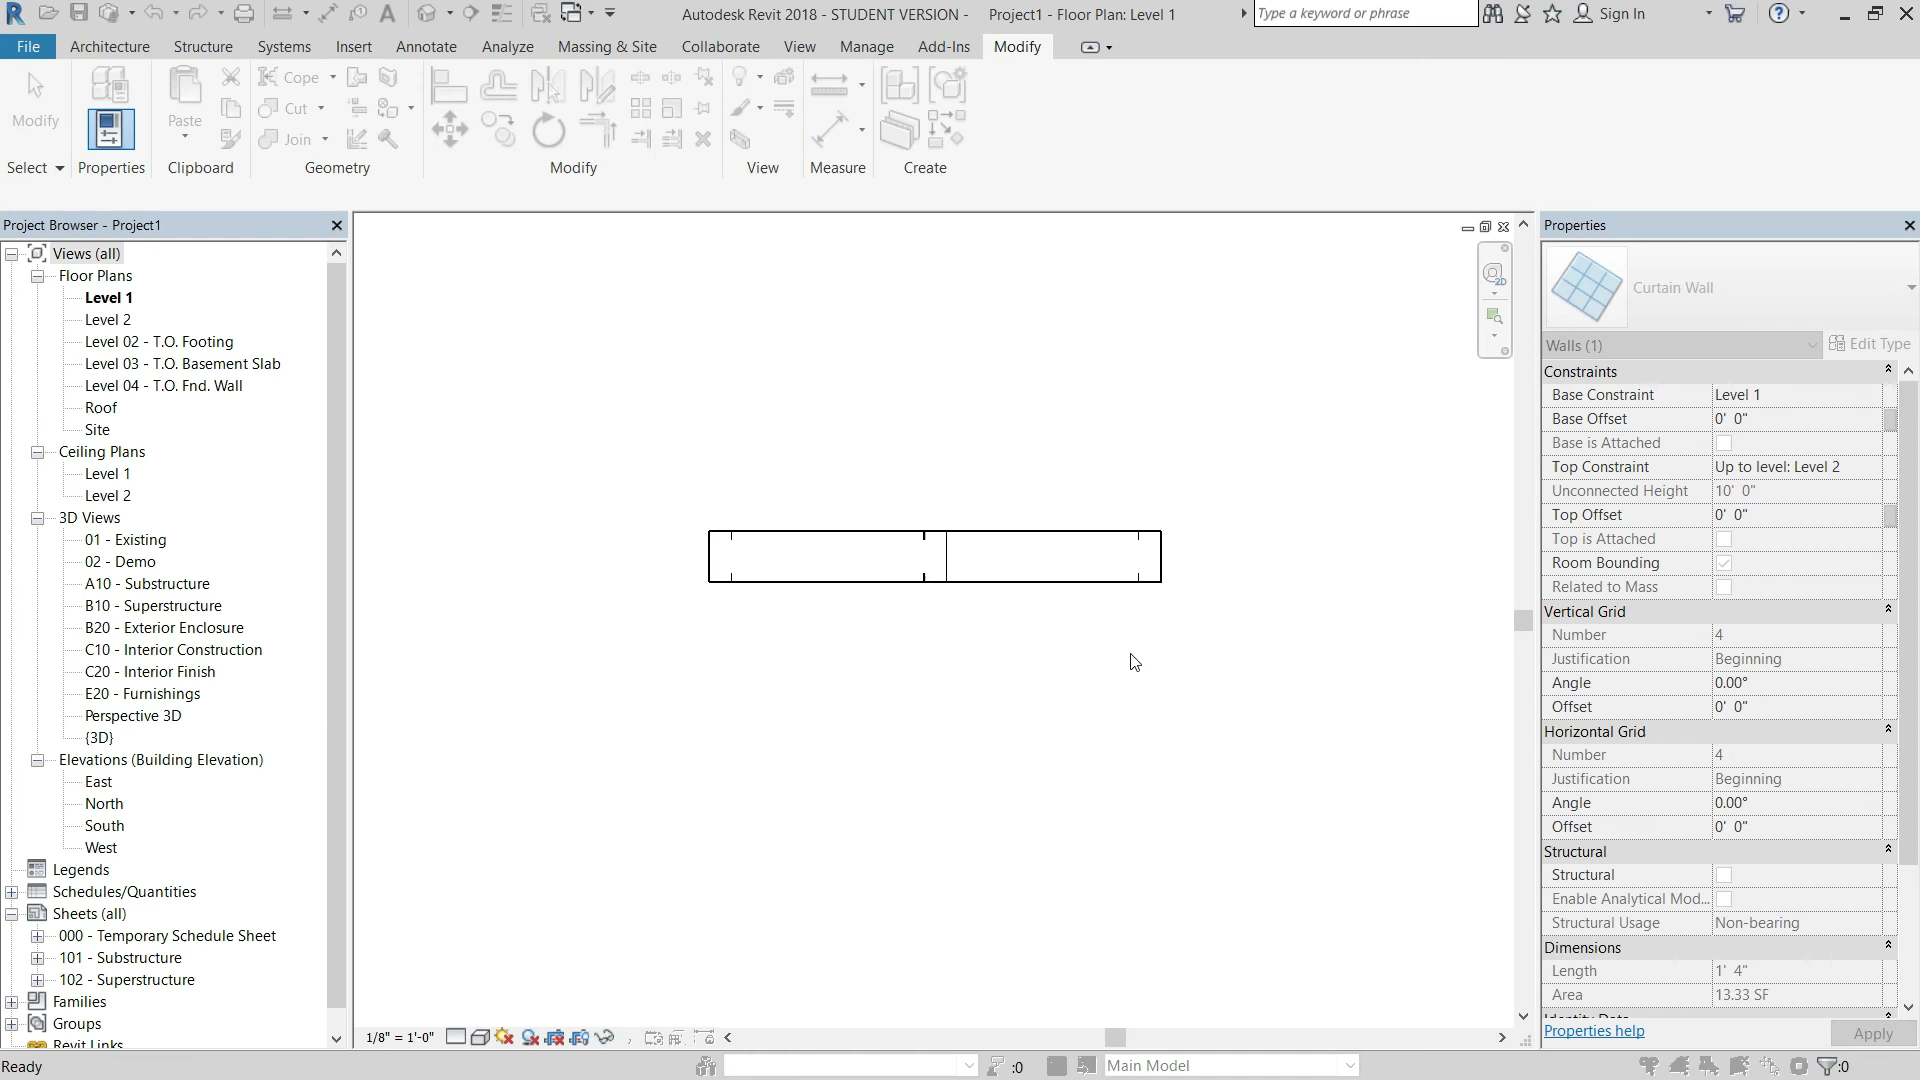 Autodesk Revit 2018 - STUDENT VERSION - Project1 - Floor Plan: Level 1
Type a keyword or phrase
Sign In
File Architecture Structure Systems Insert Annotate Analyze Massing & Site Collaborate View Manage Add-Ins Modify
Cope
Cut
Modify
Paste
Join
Select Properties Clipboard Geometry Modify View Measure Create
Project Browser - Project1
Views (all)
Floor Plans
Level 1
Level 2
Level 02 - T.O. Footing
Level 03 - T.O. Basement Slab
Level 04 - T.O. Fnd. Wall
Roof
Site
Ceiling Plans
Level 1
Level 2
3D Views
01 - Existing
02 - Demo
A10 - Substructure
B10 - Superstructure
B20 - Exterior Enclosure
C10 - Interior Construction
C20 - Interior Finish
E20 - Furnishings
Perspective 3D
{3D}
Elevations (Building Elevation)
East
North
South
West
Legends
Schedules/Quantities
Sheets (all)
000 - Temporary Schedule Sheet
101 - Substructure
102 - Superstructure
Families
Groups
Revit Links
2D
1/8" = 1'-0"
Properties
Curtain Wall
Walls (1)
Edit Type
Constraints
Base Constraint Level 1
Base Offset 0' 0"
Base is Attached
Top Constraint Up to level: Level 2
Unconnected Height 10' 0"
Top Offset 0' 0"
Top is Attached
Room Bounding
Related to Mass
Vertical Grid
Number 4
Justification Beginning
Angle 0.00°
Offset 0' 0"
Horizontal Grid
Number 4
Justification Beginning
Angle 0.00°
Offset 0' 0"
Structural
Structural
Enable Analytical Mod...
Structural Usage Non-bearing
Dimensions
Length 1' 4"
Area 13.33 SF
Identity Data
Properties help
Apply
Ready
:0
Main Model
:0